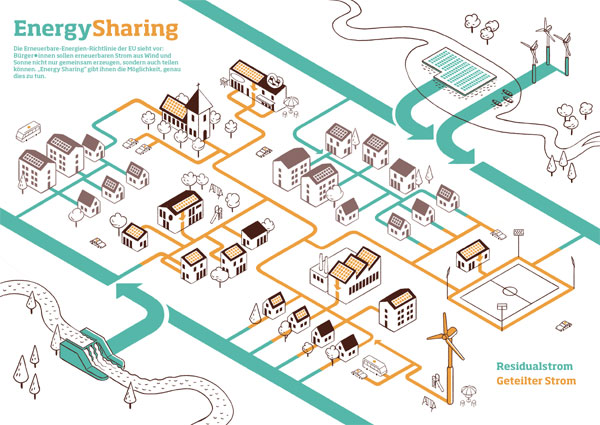 EnergySharing
Die Erneuerbare-Energien-Richtlinie der EU sieht vor:
Bürger*innen sollen erneuerbaren Strom aus Wind und
Sonne nicht nur gemeinsam erzeugen, sondern auch teilen
können. „Energy Sharing“ gibt ihnen die Möglichkeit, genau
dies zu tun.
Residualstrom
Geteilter Strom